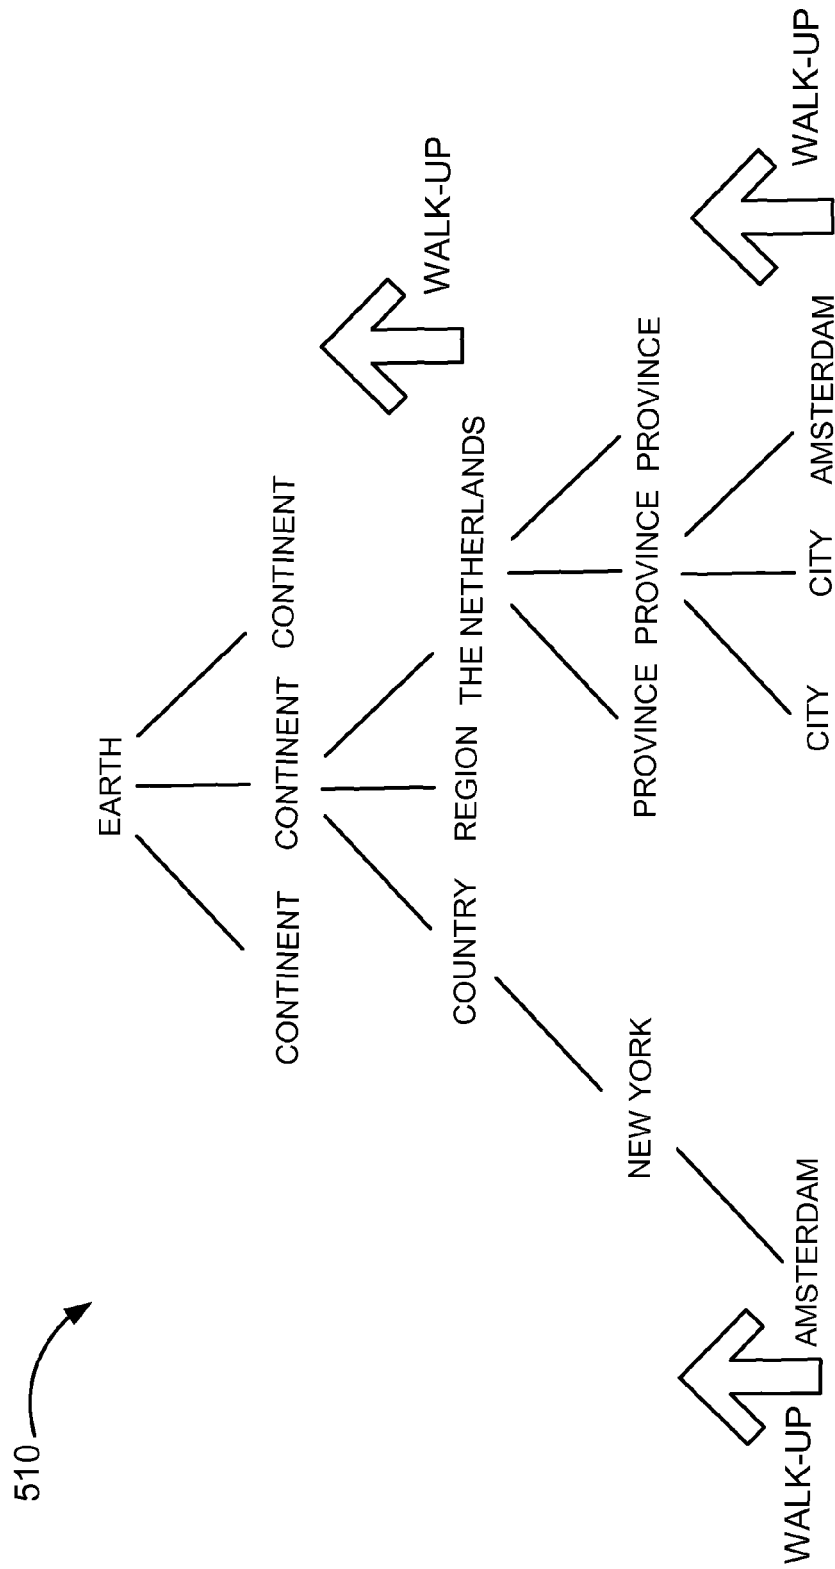 510
EARTH
CONTINENT CONTINENT CONTINENT
COUNTRY REGION THE NETHERLANDS
WALK-UP
NEW YORK PROVINCE PROVINCE PROVINCE
WALK-UP AMSTERDAM CITY CITY AMSTERDAM WALK-UP